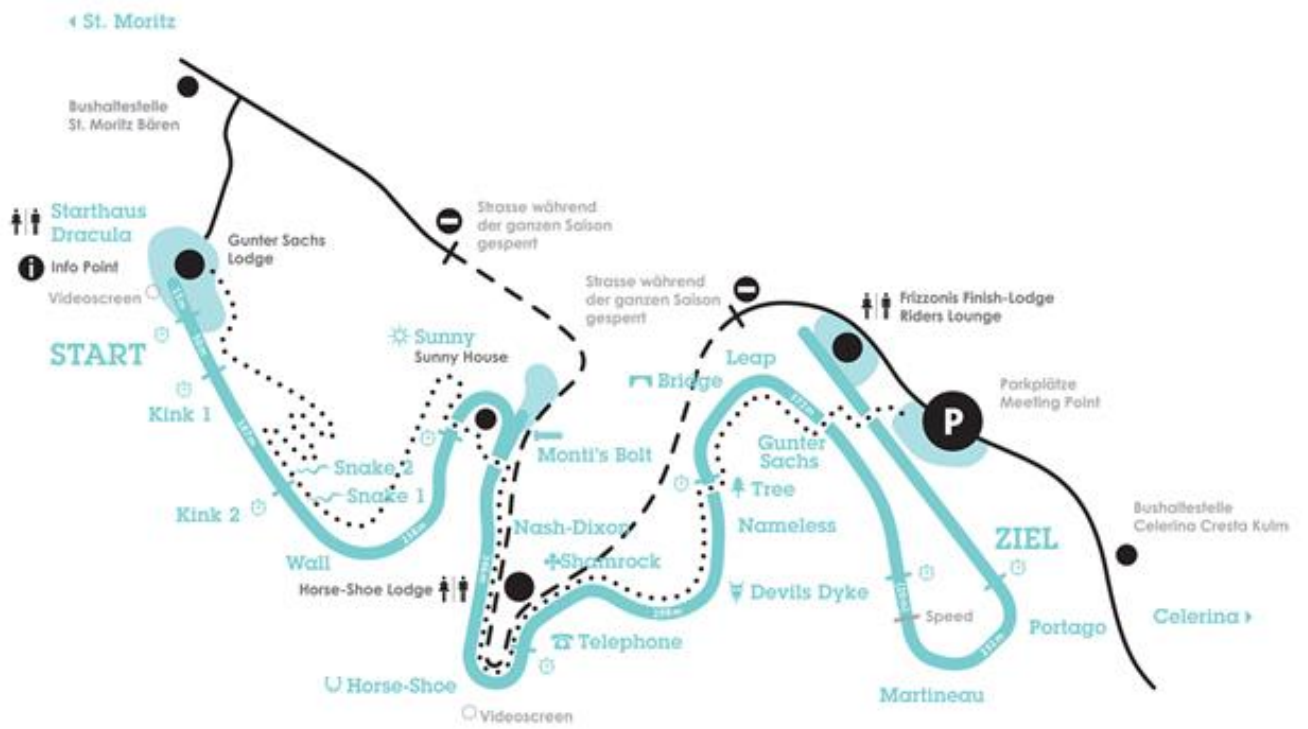 St. Moritz
Bushaltestelle
St. Moritz Bären
Starthaus
Dracula
Info Point
Videoscreen
Gunter Sachs
Lodge
START
Kink 1
Kink 2
Snake 2
Snake 1
Wall
Strasse während
der ganzen Saison
gesperrt
Sunny
Sunny House
Monti's Bolt
Nash-Dixon
Shamrock
Horse-Shoe Lodge
Telephone
Horse-Shoe
Videoscreen
Strasse während
der ganzen Saison
gesperrt
Leap
Bridge
Gunter
Sachs
Tree
Nameless
Devils Dyke
Frizzonis Finish-Lodge
Riders Lounge
P
Parkplätze
Meeting Point
Bushaltestelle
Celerina Cresta Kulm
ZIEL
Speed
Portago
Martineau
Celerina